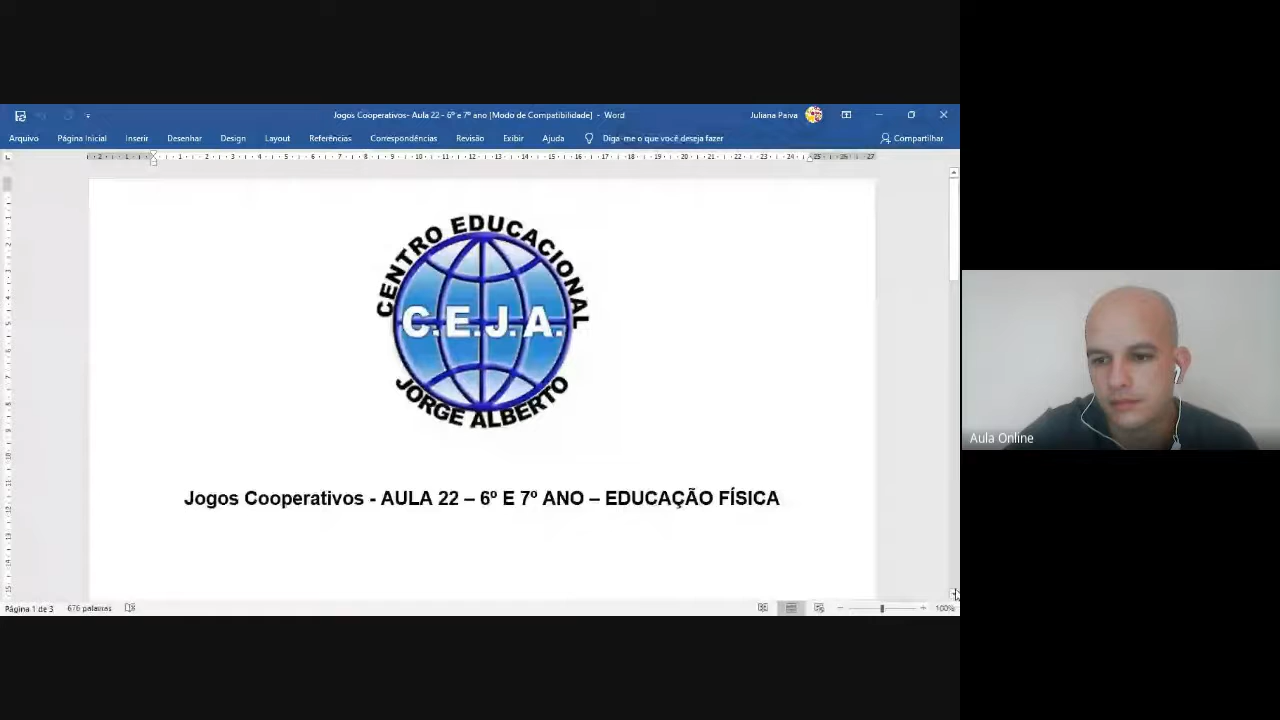 Jogos Cooperativos- Aula 22 - 6º e 7º ano [Modo de Compatibilidade] - Word
Juliana Paiva
Arquivo Página Inicial Inserir Desenhar Design Layout Referências Correspondências Revisão Exibir Ajuda Diga-me o que você deseja fazer Compartilhar
CENTRO EDUCACIONAL
C.E.J.A.
JORGE ALBERTO
Jogos Cooperativos - AULA 22 – 6º E 7º ANO – EDUCAÇÃO FÍSICA
Aula Online
Página 1 de 3 676 palavras 100%